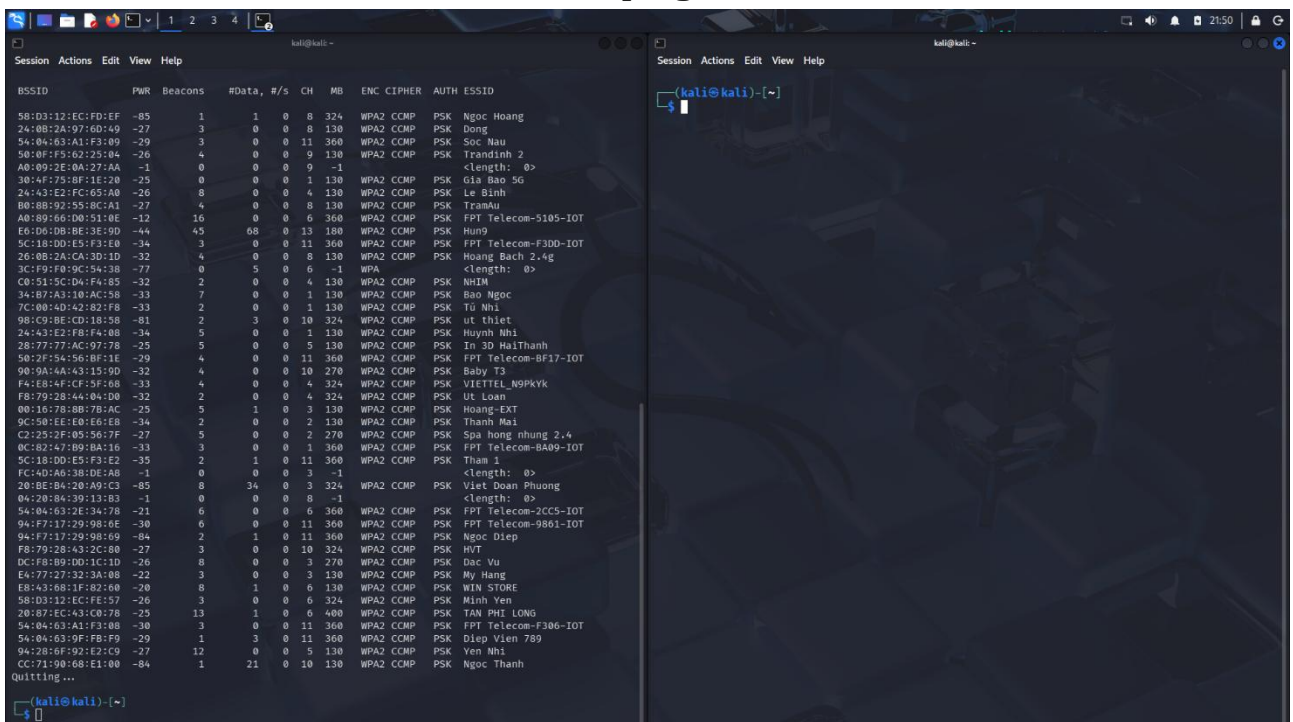 1 2 3 4
21:50
kali@kali: ~
Session Actions Edit View Help
BSSID PWR Beacons #Data, #/s CH MB ENC CIPHER AUTH ESSID
58:D3:12:EC:FD:EF -85 1 1 0 8 324 WPA2 CCMP PSK Ngoc Hoang
24:0B:2A:97:6D:49 -27 3 0 0 8 130 WPA2 CCMP PSK Dong
54:04:63:A1:F3:09 -29 3 0 0 11 360 WPA2 CCMP PSK Soc Nau
50:0F:F5:62:25:04 -26 4 0 0 9 130 WPA2 CCMP PSK Trandinh 2
A0:09:2E:0A:27:AA -1 0 0 0 9 -1 <length: 0>
30:4F:75:8F:1E:20 -25 0 0 0 1 130 WPA2 CCMP PSK Gia Bao 5G
24:43:E2:FC:65:A0 -26 8 0 0 4 130 WPA2 CCMP PSK Le Binh
B0:8B:92:55:8C:A1 -27 4 0 0 8 130 WPA2 CCMP PSK TramAu
A0:89:66:D0:51:0E -12 16 0 0 6 360 WPA2 CCMP PSK FPT Telecom-5105-IOT
E6:D6:DB:BE:3E:9D -44 45 68 0 13 180 WPA2 CCMP PSK Hun9
5C:18:DD:E5:F3:E0 -34 3 0 0 11 360 WPA2 CCMP PSK FPT Telecom-F3DD-IOT
26:0B:2A:CA:3D:1D -32 4 0 0 8 130 WPA2 CCMP PSK Hoang Bach 2.4g
3C:F9:F0:9C:54:38 -77 0 5 0 6 -1 WPA <length: 0>
C0:51:5C:D4:F4:85 -32 2 0 0 4 130 WPA2 CCMP PSK NHIM
34:B7:A3:10:AC:58 -33 7 0 0 1 130 WPA2 CCMP PSK Bao Ngoc
7C:00:4D:42:82:F8 -33 2 0 0 1 130 WPA2 CCMP PSK Tú Nhi
98:C9:BE:CD:18:58 -81 2 3 0 10 324 WPA2 CCMP PSK ut thiet
24:43:E2:F8:F4:08 -34 5 0 0 1 130 WPA2 CCMP PSK Huynh Nhi
28:77:77:AC:97:78 -25 5 0 0 5 130 WPA2 CCMP PSK In 3D HaiThanh
50:2F:54:56:BF:1E -29 4 0 0 11 360 WPA2 CCMP PSK FPT Telecom-BF17-IOT
90:9A:4A:43:15:9D -32 4 0 0 10 270 WPA2 CCMP PSK Baby T3
F4:E8:4F:CF:5F:68 -33 4 0 0 4 324 WPA2 CCMP PSK VIETTEL_N9PkYk
F8:79:28:44:04:D0 -32 2 0 0 4 324 WPA2 CCMP PSK Ut Loan
00:16:78:8B:7B:AC -25 5 1 0 3 130 WPA2 CCMP PSK Hoang-EXT
9C:50:EE:E0:E6:E8 -34 2 0 0 2 130 WPA2 CCMP PSK Thanh Mai
C2:25:2F:05:56:7F -27 5 0 0 2 270 WPA2 CCMP PSK Spa hong nhung 2.4
0C:82:47:B9:BA:16 -33 3 0 0 1 360 WPA2 CCMP PSK FPT Telecom-BA09-IOT
5C:18:DD:E5:F3:E2 -35 2 1 0 11 360 WPA2 CCMP PSK Tham 1
FC:4D:A6:38:DE:A8 -1 0 0 0 3 -1 <length: 0>
20:BE:B4:20:A9:C3 -85 8 34 0 3 324 WPA2 CCMP PSK Viet Doan Phuong
04:20:84:39:13:B3 -1 0 0 0 8 -1 <length: 0>
54:04:63:2E:34:78 -21 6 0 0 6 360 WPA2 CCMP PSK FPT Telecom-2CC5-IOT
94:F7:17:29:98:6E -30 6 0 0 11 360 WPA2 CCMP PSK FPT Telecom-9861-IOT
94:F7:17:29:98:69 -84 2 1 0 11 360 WPA2 CCMP PSK Ngoc Diep
F8:79:28:43:2C:80 -27 3 0 0 10 324 WPA2 CCMP PSK HVT
DC:F8:B9:DD:1C:1D -26 8 0 0 3 270 WPA2 CCMP PSK Dac Vu
E4:77:27:32:3A:08 -22 3 0 0 3 130 WPA2 CCMP PSK My Hang
E8:43:68:1F:82:60 -20 8 1 0 6 130 WPA2 CCMP PSK WIN STORE
58:D3:12:EC:FE:57 -26 3 0 0 6 324 WPA2 CCMP PSK Minh Yen
20:87:EC:43:C0:78 -25 13 1 0 6 400 WPA2 CCMP PSK TAN PHI LONG
54:04:63:A1:F3:08 -30 3 0 0 11 360 WPA2 CCMP PSK FPT Telecom-F306-IOT
54:04:63:9F:FB:F9 -29 1 3 0 11 360 WPA2 CCMP PSK Diep Vien 789
94:28:6F:92:E2:C9 -27 12 0 0 5 130 WPA2 CCMP PSK Yen Nhi
CC:71:90:68:E1:00 -84 1 21 0 10 130 WPA2 CCMP PSK Ngoc Thanh
Quitting...
┌──(kali㉿kali)-[~]
└─$
kali@kali: ~
Session Actions Edit View Help
┌──(kali㉿kali)-[~]
└─$